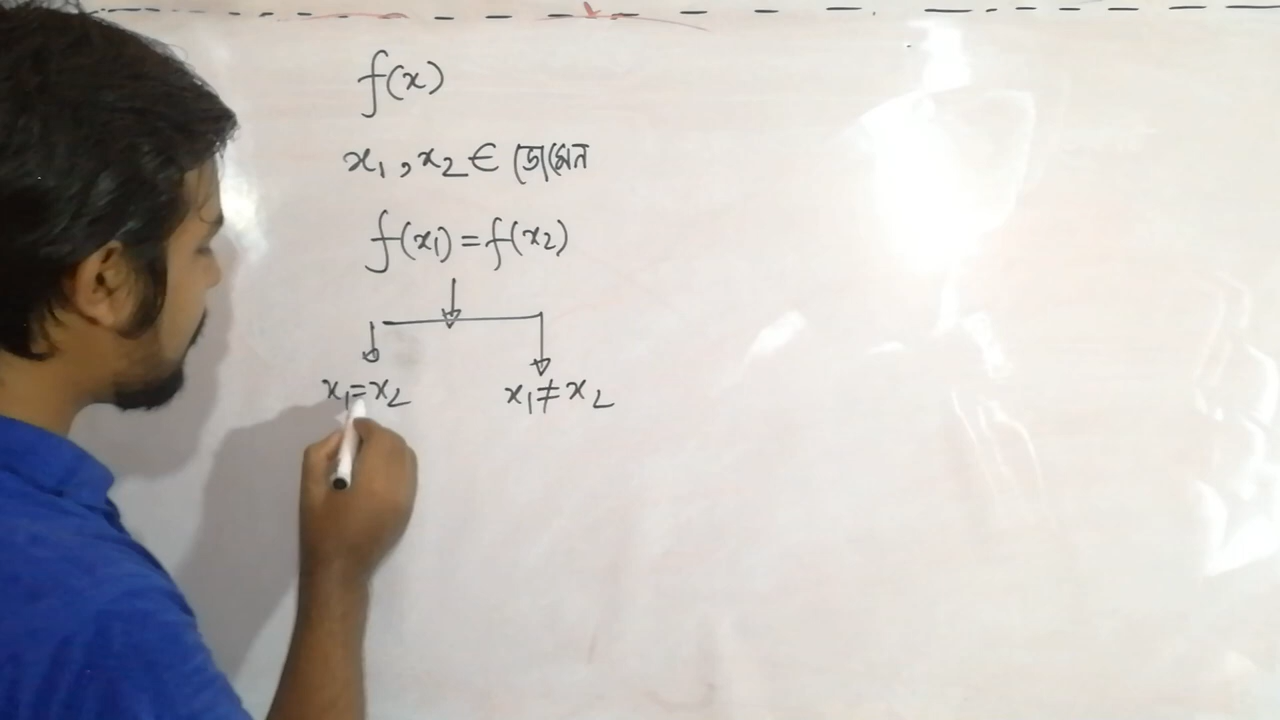 f(x)
x₁, x₂ ∈ ডোমেন
f(x₁) = f(x₂)
x₁ = x₂ x₁ ≠ x₂